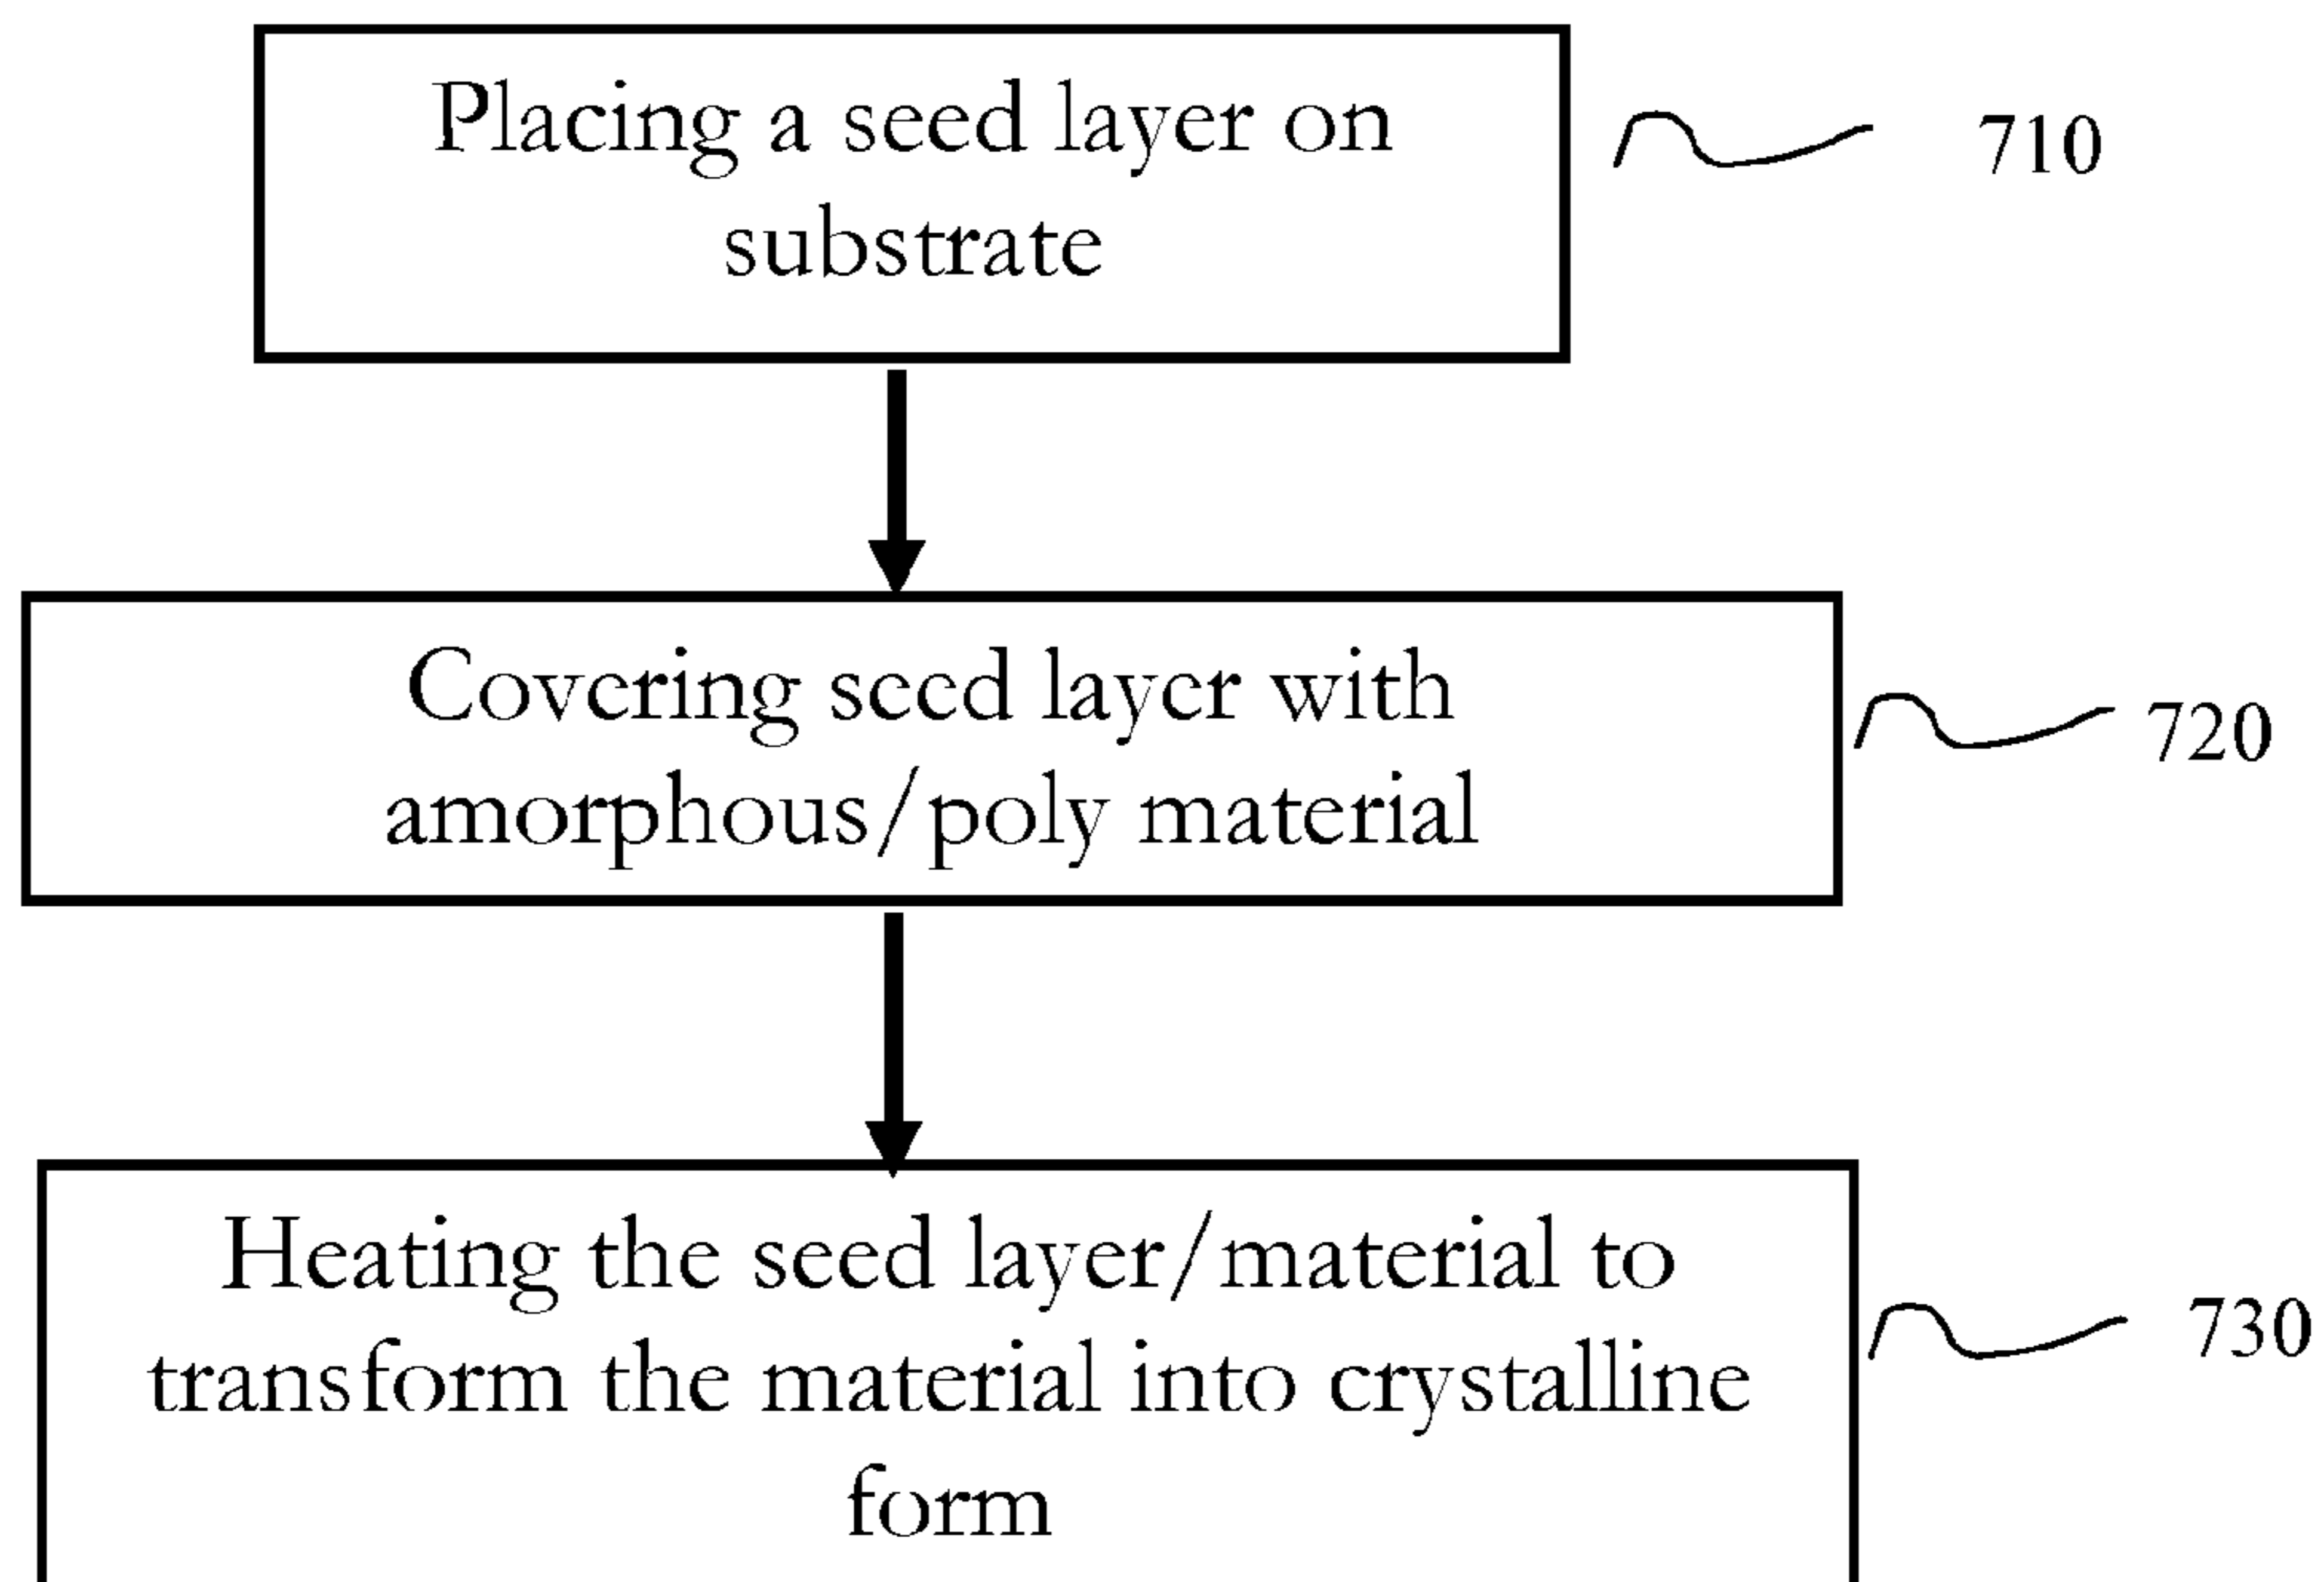 Placing a seed layer on
substrate
710
Covering seed layer with
amorphous/poly material
720
Heating the seed layer/material to
transform the material into crystalline
form
730